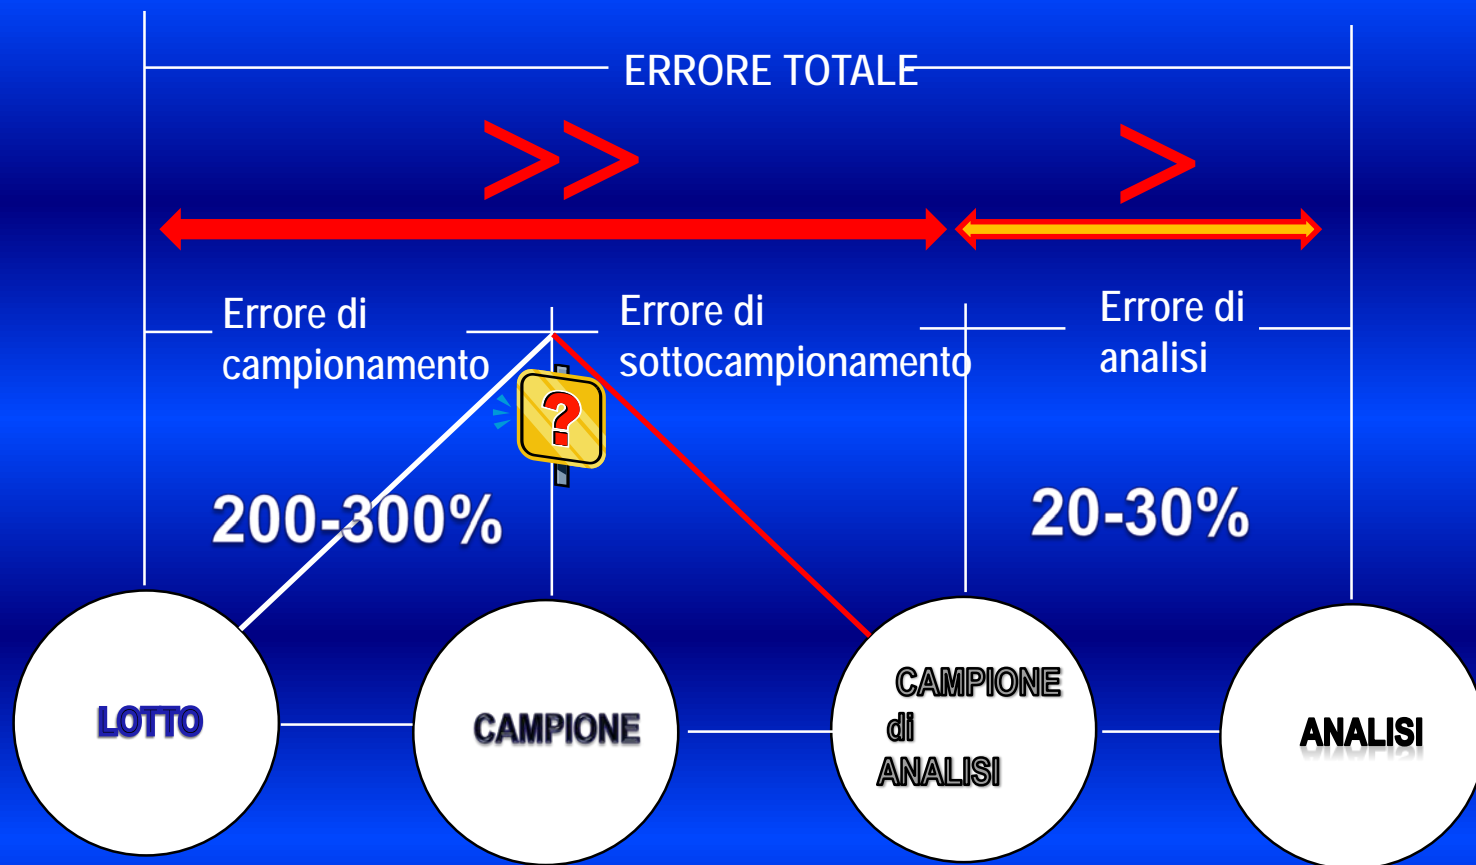 ERRORE TOTALE
>>
>
Errore di
campionamento
Errore di
sottocampionamento
Errore di
analisi
?
200-300%
20-30%
LOTTO
CAMPIONE
CAMPIONE
di
ANALISI
ANALISI